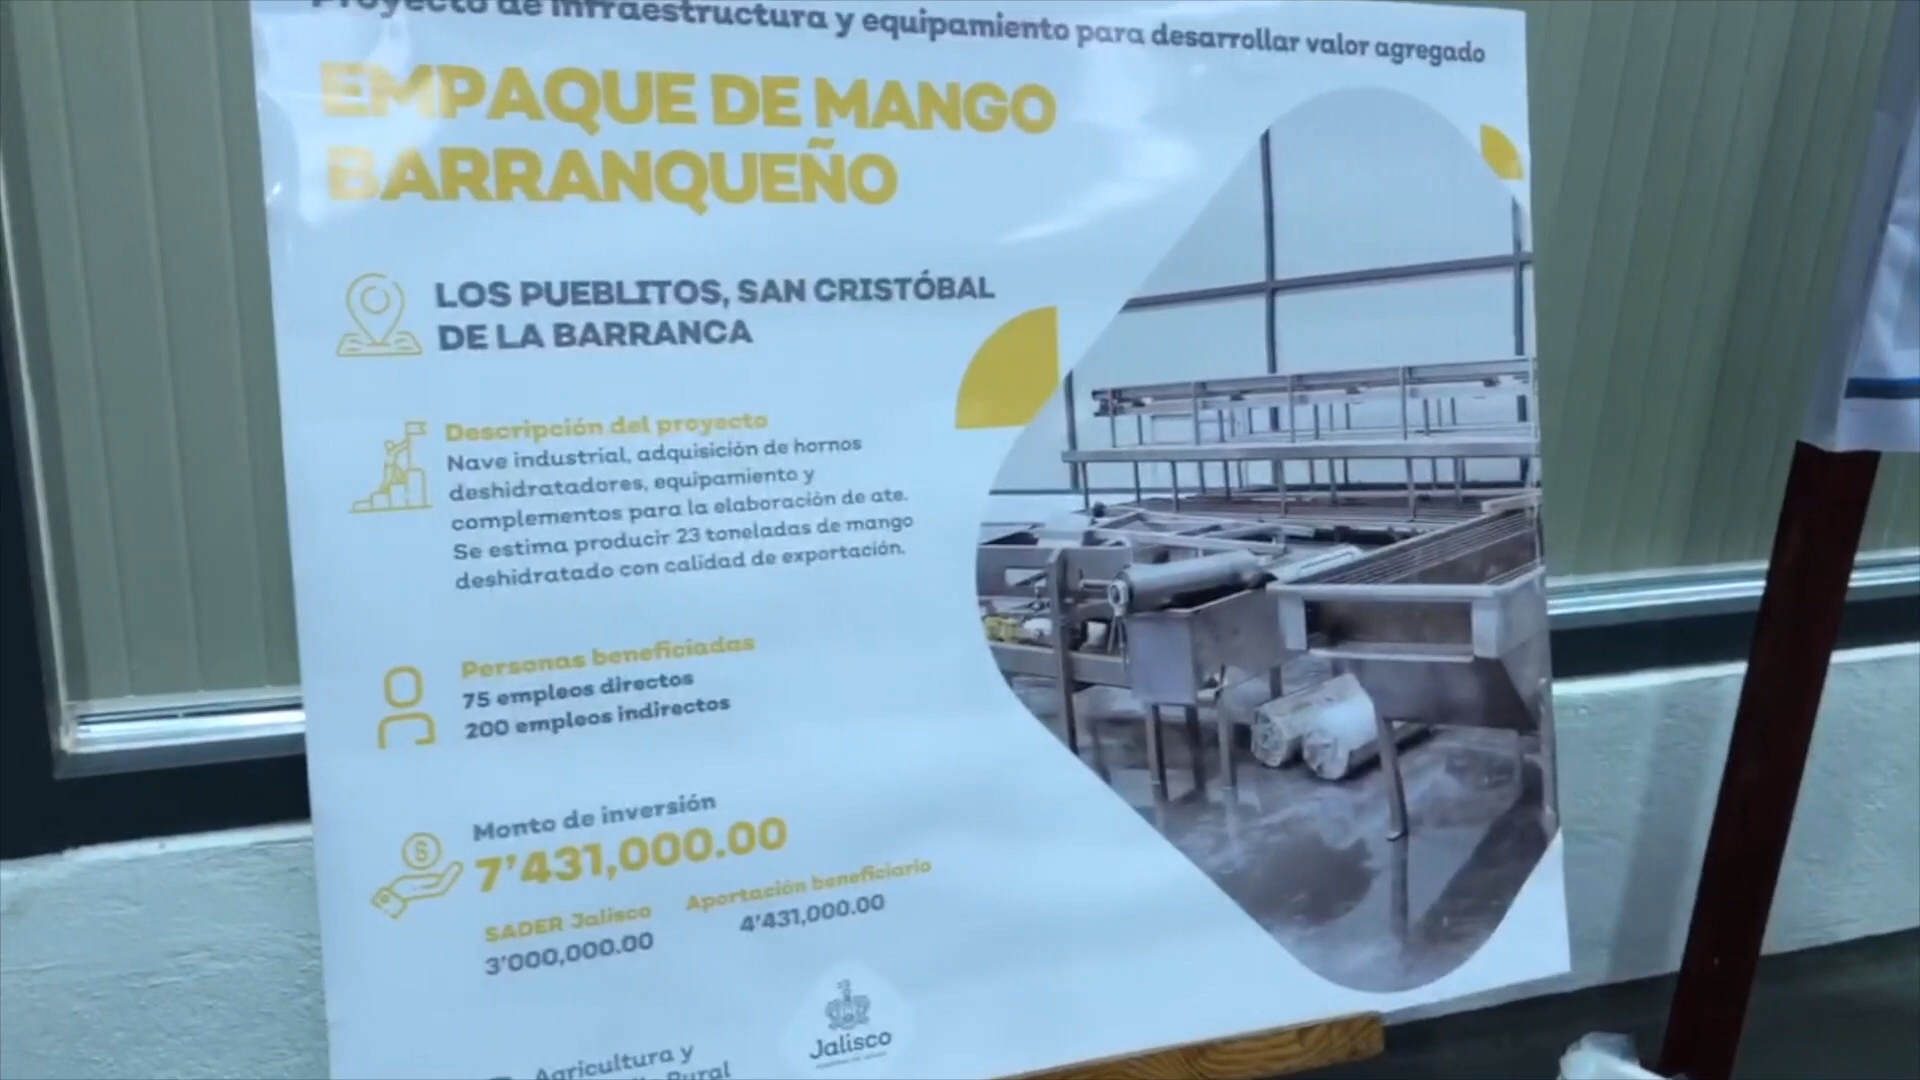 Proyecto de infraestructura y equipamiento para desarrollar valor agregado
EMPAQUE DE MANGO
BARRANQUEÑO
LOS PUEBLITOS, SAN CRISTÓBAL
DE LA BARRANCA
Descripción del proyecto
Nave industrial, adquisición de hornos
deshidratadores, equipamiento y
complementos para la elaboración de ate.
Se estima producir 23 toneladas de mango
deshidratado con calidad de exportación.
Personas beneficiadas
75 empleos directos
200 empleos indirectos
Monto de inversión
7'431,000.00
SADER Jalisco
3'000,000.00
Aportación beneficiario
4'431,000.00
Agricultura y
Rural
Jalisco